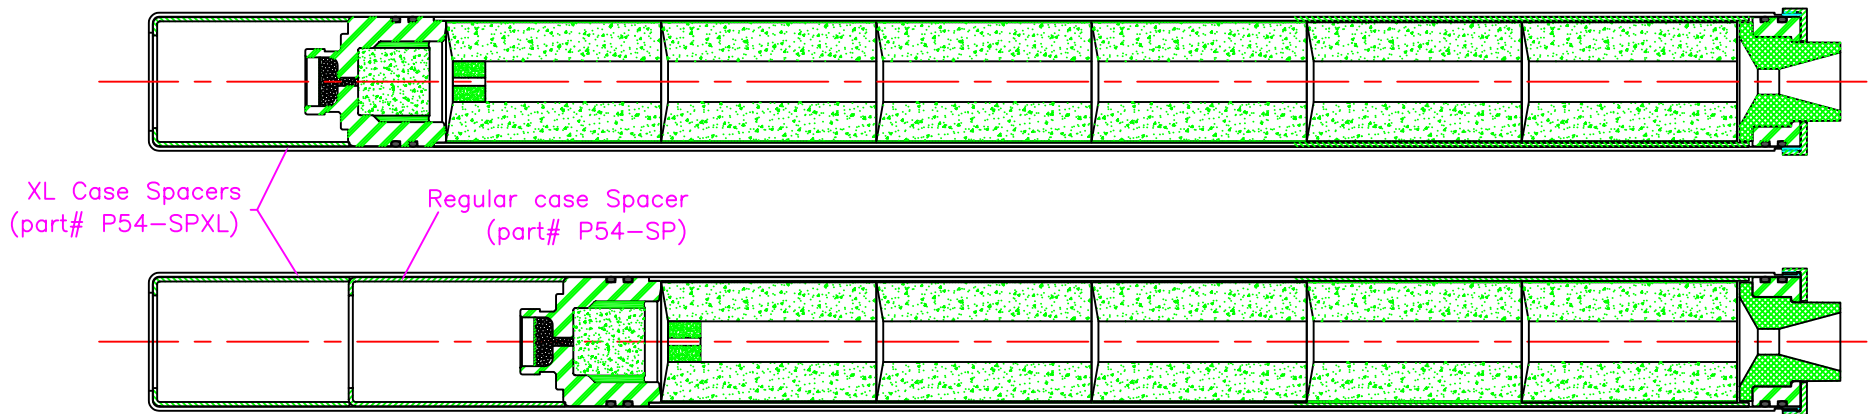 XL Case Spacers
(part# P54-SPXL)
Regular case Spacer
(part# P54-SP)